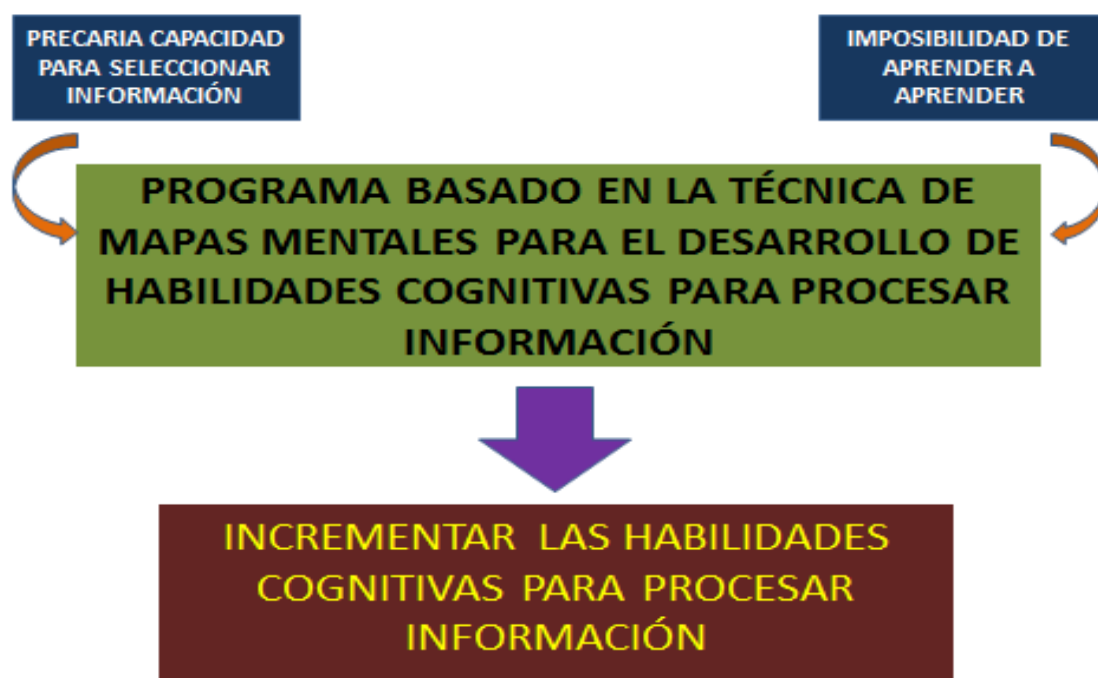 PRECARIA CAPACIDAD
PARA SELECCIONAR
INFORMACIÓN
IMPOSIBILIDAD DE
APRENDER A
APRENDER
PROGRAMA BASADO EN LA TÉCNICA DE
MAPAS MENTALES PARA EL DESARROLLO DE
HABILIDADES COGNITIVAS PARA PROCESAR
INFORMACIÓN
INCREMENTAR LAS HABILIDADES
COGNITIVAS PARA PROCESAR
INFORMACIÓN